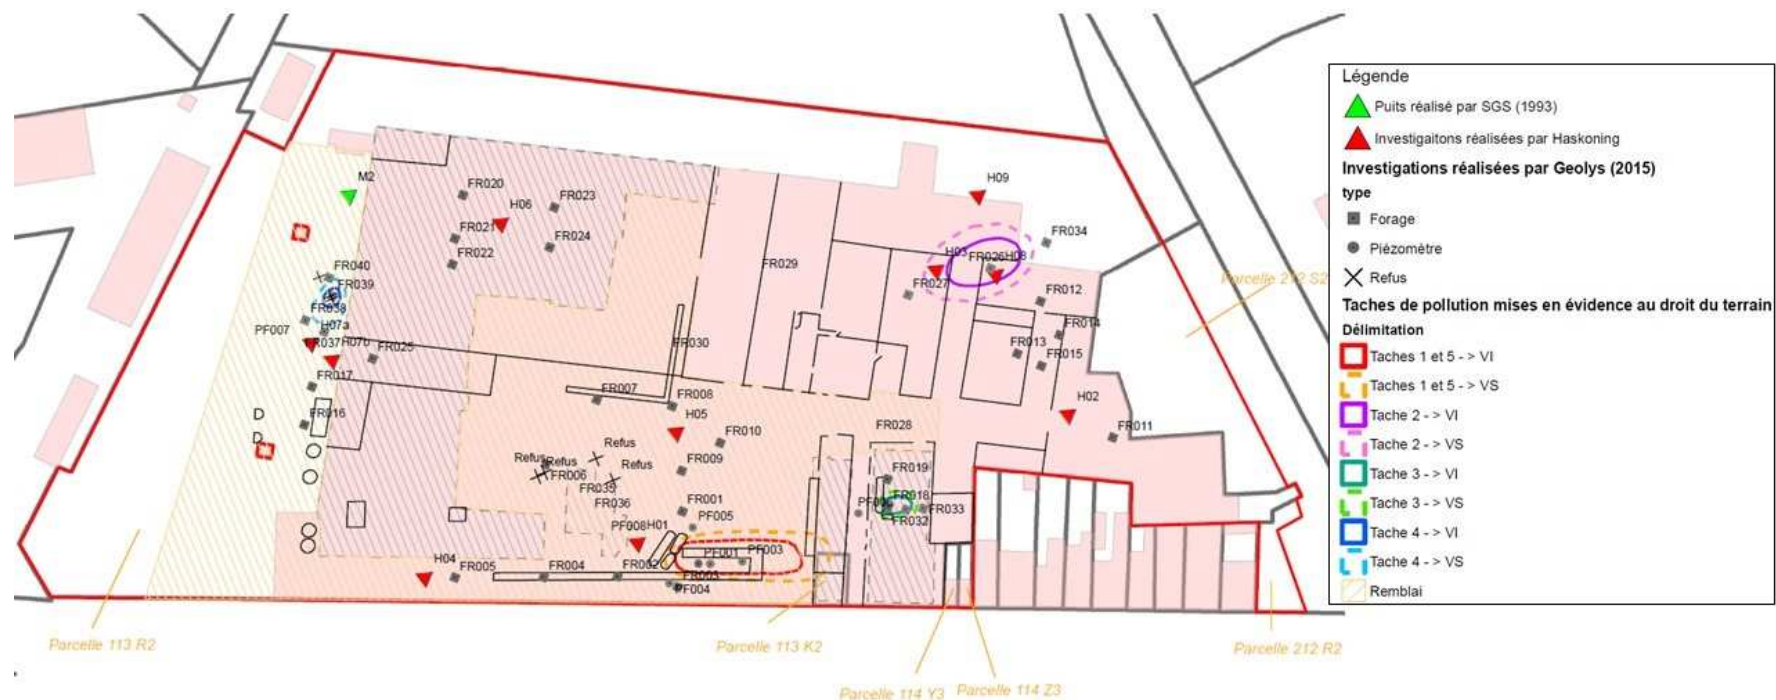 M2
FR020
FR023
H06
FR021
FR024
FR022
H09
FR034
H03
FR026
H08
FR029
FR027
FR040
FR039
FR038
H07a
PF007
FR037
H07b
FR025
FR017
FR016
D
D
FR012
FR014
FR013
FR015
H02
FR011
Parcelle 212 S2
FR030
FR007
FR008
H05
FR010
FR009
FR028
Refus
Refus
Refus
Refus
FR006
FR035
FR036
FR019
FR018
FR033
FR032
FR001
PF005
PF008
H01
PF001
PF003
FR002
FR003
PF004
H04
FR005
FR004
Parcelle 113 R2
Parcelle 113 K2
Parcelle 114 Y3
Parcelle 114 Z3
Parcelle 212 R2
Légende
Puits réalisé par SGS (1993)
Investigaitons réalisées par Haskoning
Investigations réalisées par Geolys (2015)
type
Forage
Piézomètre
Refus
Taches de pollution mises en évidence au droit du terrain
Délimitation
Taches 1 et 5 - > VI
Taches 1 et 5 - > VS
Tache 2 - > VI
Tache 2 - > VS
Tache 3 - > VI
Tache 3 - > VS
Tache 4 - > VI
Tache 4 - > VS
Remblai